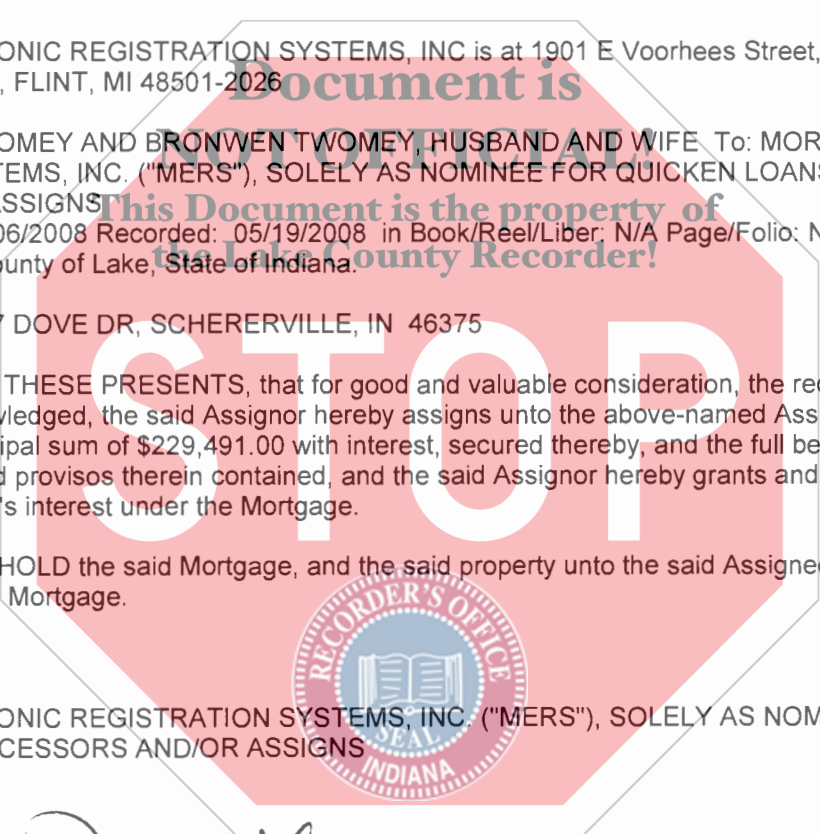 ONIC REGISTRATION SYSTEMS, INC is at 1901 E Voorhees Street,
, FLINT, MI 48501-2026
Document is
OMEY AND BRONWEN TWOMEY, HUSBAND AND WIFE To: MOR
NOT OFFICIAL!
TEMS, INC. ("MERS"), SOLELY AS NOMINEE FOR QUICKEN LOANS
ASSIGNS
This Document is the property of
06/2008 Recorded: 05/19/2008 in Book/Reel/Liber: N/A Page/Folio: N
the Lake County Recorder!
ounty of Lake, State of Indiana.
7 DOVE DR, SCHERERVILLE, IN 46375
STOP
THESE PRESENTS, that for good and valuable consideration, the rec
wledged, the said Assignor hereby assigns unto the above-named Ass
ipal sum of $229,491.00 with interest, secured thereby, and the full be
d provisos therein contained, and the said Assignor hereby grants and
's interest under the Mortgage.
HOLD the said Mortgage, and the said property unto the said Assigne
Mortgage.
RECORDER'S OFFICE
SEAL
INDIANA
ONIC REGISTRATION SYSTEMS, INC. ("MERS"), SOLELY AS NOM
CESSORS AND/OR ASSIGNS